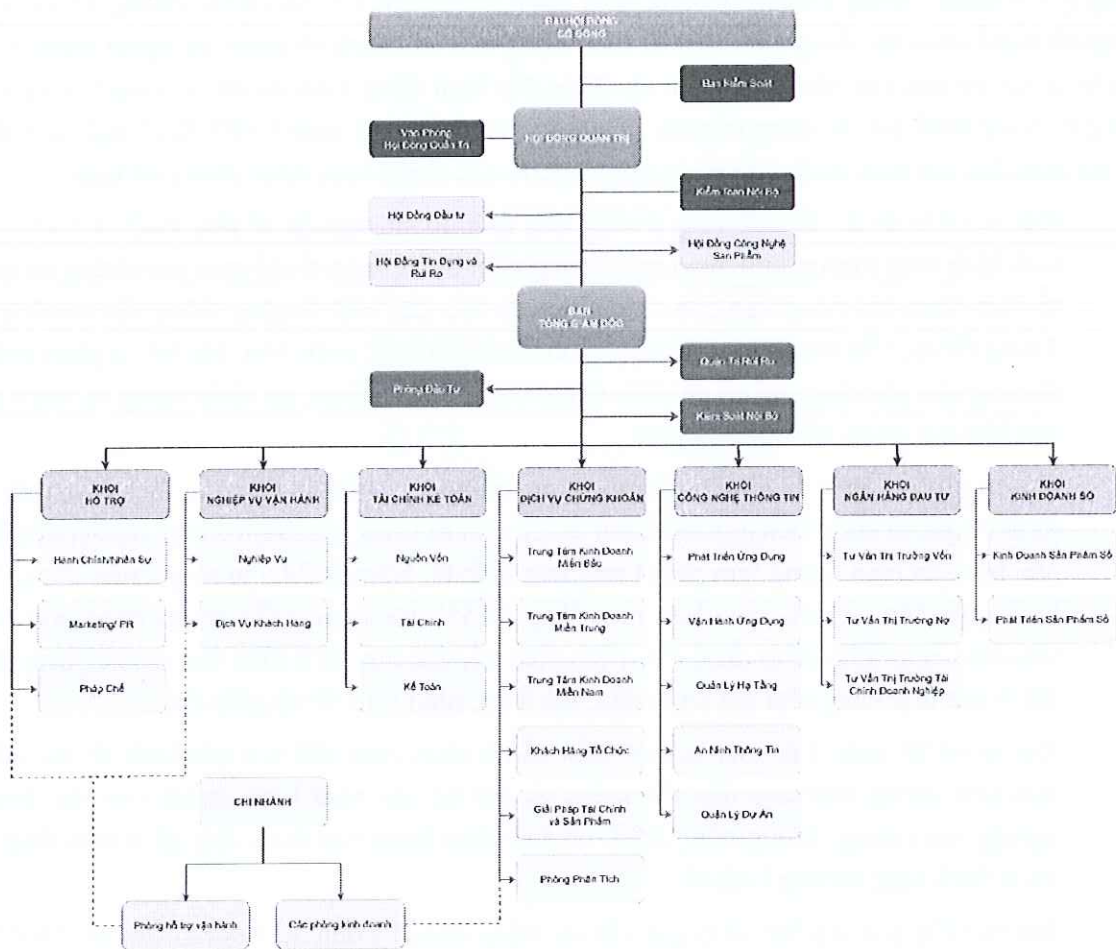 ĐẠI HỘI ĐỒNG
CỔ ĐÔNG
Ban Kiểm Soát
Văn Phòng
Hội Đồng Quản Trị
HỘI ĐỒNG QUẢN TRỊ
Kiểm Toán Nội Bộ
Hội Đồng Đầu tư
Hội Đồng Tín Dụng và
Rủi Ro
Hội Đồng Công Nghệ
Sản Phẩm
BAN
TỔNG GIÁM ĐỐC
Quản Trị Rủi Ro
Phòng Đầu Tư
Kiểm Soát Nội Bộ
KHỐI
HỖ TRỢ
KHỐI
NGHIỆP VỤ VẬN HÀNH
KHỐI
TÀI CHÍNH KẾ TOÁN
KHỐI
DỊCH VỤ CHỨNG KHOÁN
KHỐI
CÔNG NGHỆ THÔNG TIN
KHỐI
NGÂN HÀNG ĐẦU TƯ
KHỐI
KINH DOANH SỐ
Hành Chính/Nhân Sự
Marketing/ PR
Pháp Chế
Nghiệp Vụ
Dịch Vụ Khách Hàng
Nguồn Vốn
Tài Chính
Kế Toán
Trung Tâm Kinh Doanh
Miền Bắc
Trung Tâm Kinh Doanh
Miền Trung
Trung Tâm Kinh Doanh
Miền Nam
Khách Hàng Tổ Chức
Giải Pháp Tài Chính
và Sản Phẩm
Phòng Phân Tích
Phát Triển Ứng Dụng
Vận Hành Ứng Dụng
Quản Lý Hạ Tầng
An Ninh Thông Tin
Quản Lý Dự Án
Tư Vấn Thị Trường Vốn
Tư Vấn Thị Trường Nợ
Tư Vấn Thị Trường Tài
Chính Doanh Nghiệp
Kinh Doanh Sản Phẩm Số
Phát Triển Sản Phẩm Số
CHI NHÁNH
Phòng hỗ trợ vận hành
Các phòng kinh doanh